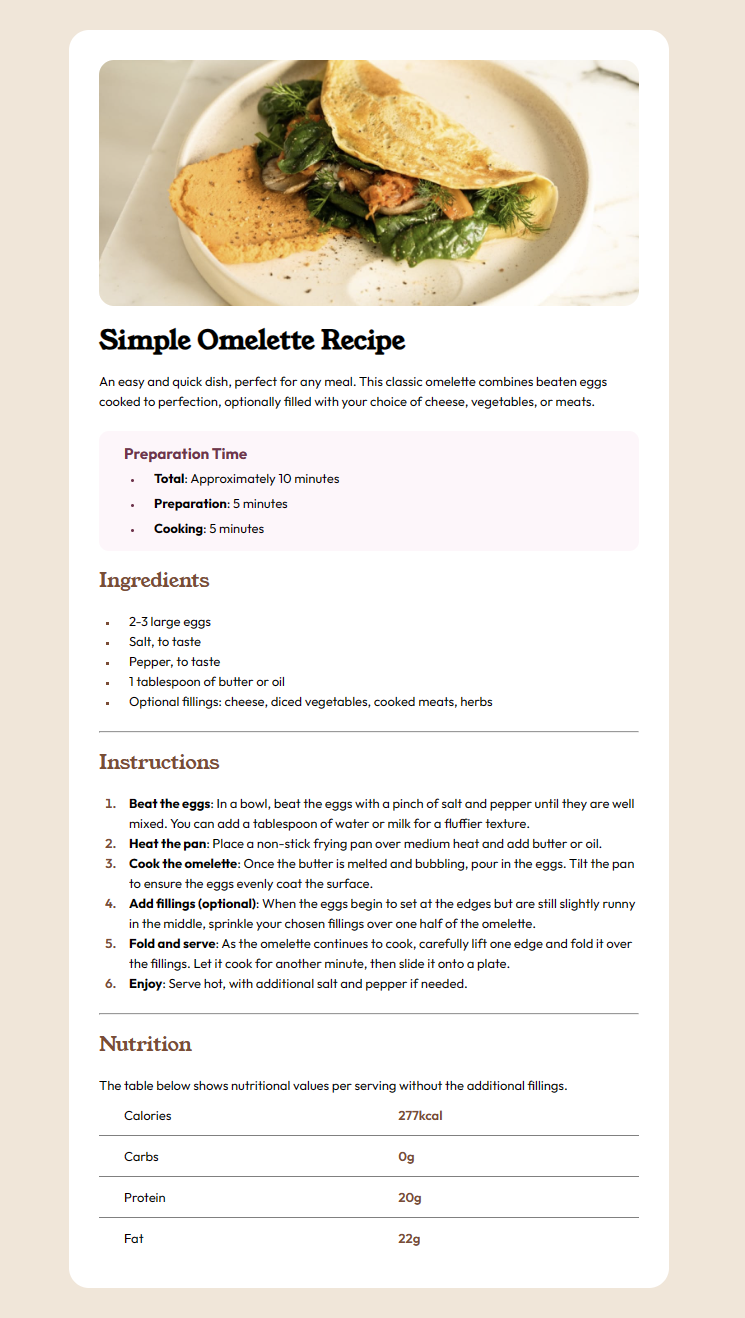 Simple Omelette Recipe
An easy and quick dish, perfect for any meal. This classic omelette combines beaten eggs
cooked to perfection, optionally filled with your choice of cheese, vegetables, or meats.
Preparation Time
• Total: Approximately 10 minutes
• Preparation: 5 minutes
• Cooking: 5 minutes
Ingredients
▪ 2-3 large eggs
▪ Salt, to taste
▪ Pepper, to taste
▪ 1 tablespoon of butter or oil
▪ Optional fillings: cheese, diced vegetables, cooked meats, herbs
Instructions
1. Beat the eggs: In a bowl, beat the eggs with a pinch of salt and pepper until they are well
mixed. You can add a tablespoon of water or milk for a fluffier texture.
2. Heat the pan: Place a non-stick frying pan over medium heat and add butter or oil.
3. Cook the omelette: Once the butter is melted and bubbling, pour in the eggs. Tilt the pan
to ensure the eggs evenly coat the surface.
4. Add fillings (optional): When the eggs begin to set at the edges but are still slightly runny
in the middle, sprinkle your chosen fillings over one half of the omelette.
5. Fold and serve: As the omelette continues to cook, carefully lift one edge and fold it over
the fillings. Let it cook for another minute, then slide it onto a plate.
6. Enjoy: Serve hot, with additional salt and pepper if needed.
Nutrition
The table below shows nutritional values per serving without the additional fillings.
Calories 277kcal
Carbs 0g
Protein 20g
Fat 22g